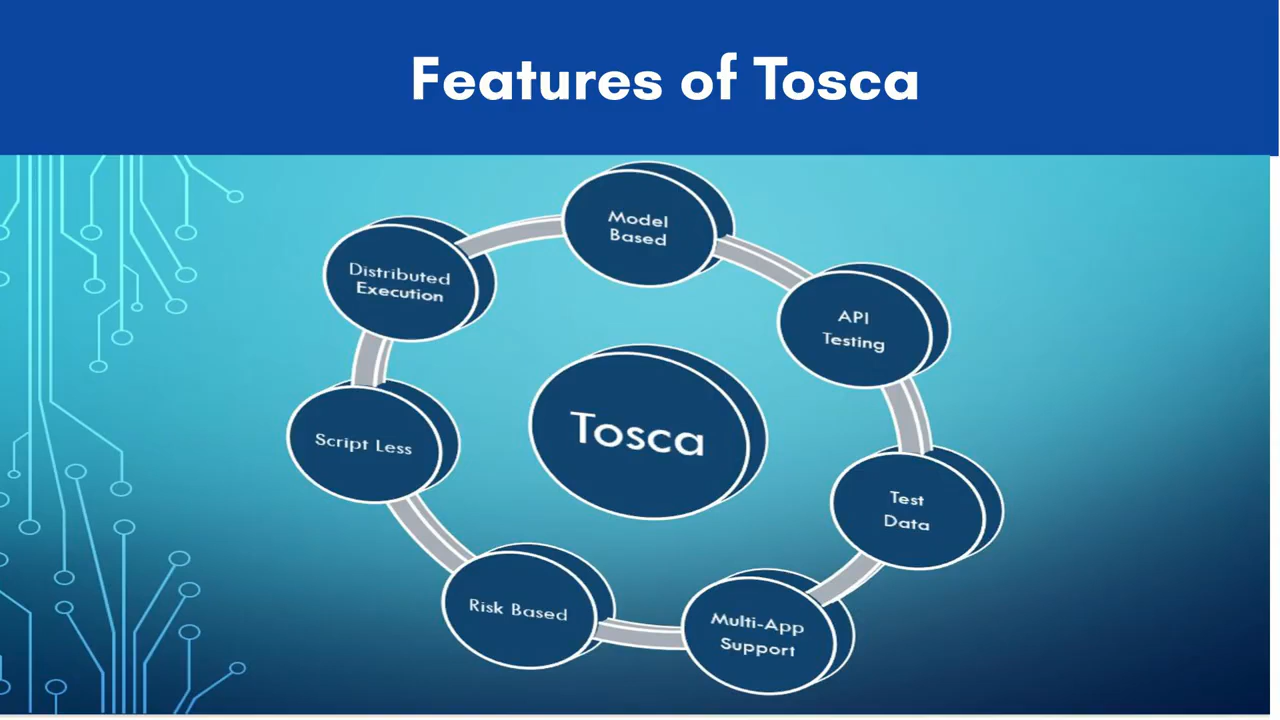 Features of Tosca
Model
Based
API
Testing
Test
Data
Multi-App
Support
Risk Based
Script Less
Distributed
Execution
Tosca